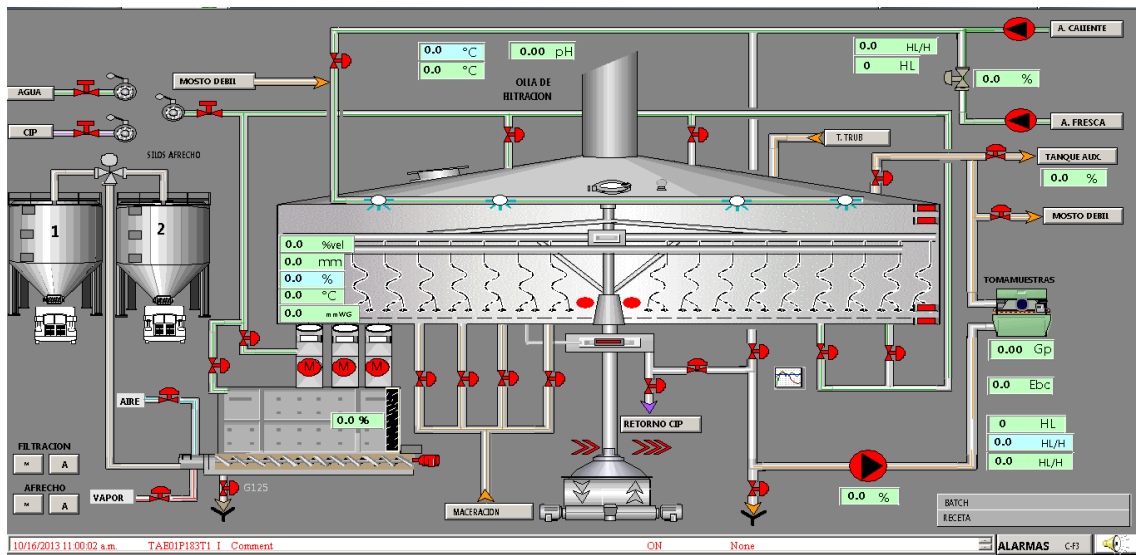 A. CALIENTE
0.0 °C
0.00 pH
0.0 HL/H
0.0 °C
0 HL
MOSTO DEBIL
OLLA DE
FILTRACION
0.0 %
AGUA
A. FRESCA
CIP
T. TRUB
SILOS AFRECHO
TANQUE AUX.
0.0 %
MOSTO DEBIL
1
2
0.0 %vel
0.0 mm
0.0 %
0.0 °C
0.0 mmWG
TOMAMUESTRAS
0.00 Gp
M M M
0.0 Ebc
AIRE
0.0 %
RETORNO CIP
0 HL
0.0 HL/H
0.0 HL/H
FILTRACION
M A
G125
AFRECHO
VAPOR
M A
MACERACION
0.0 %
BATCH
RECETA
10/16/2013 11:00:02 a.m. TAE01P183T1 I Comment ON None
ALARMAS C-F3